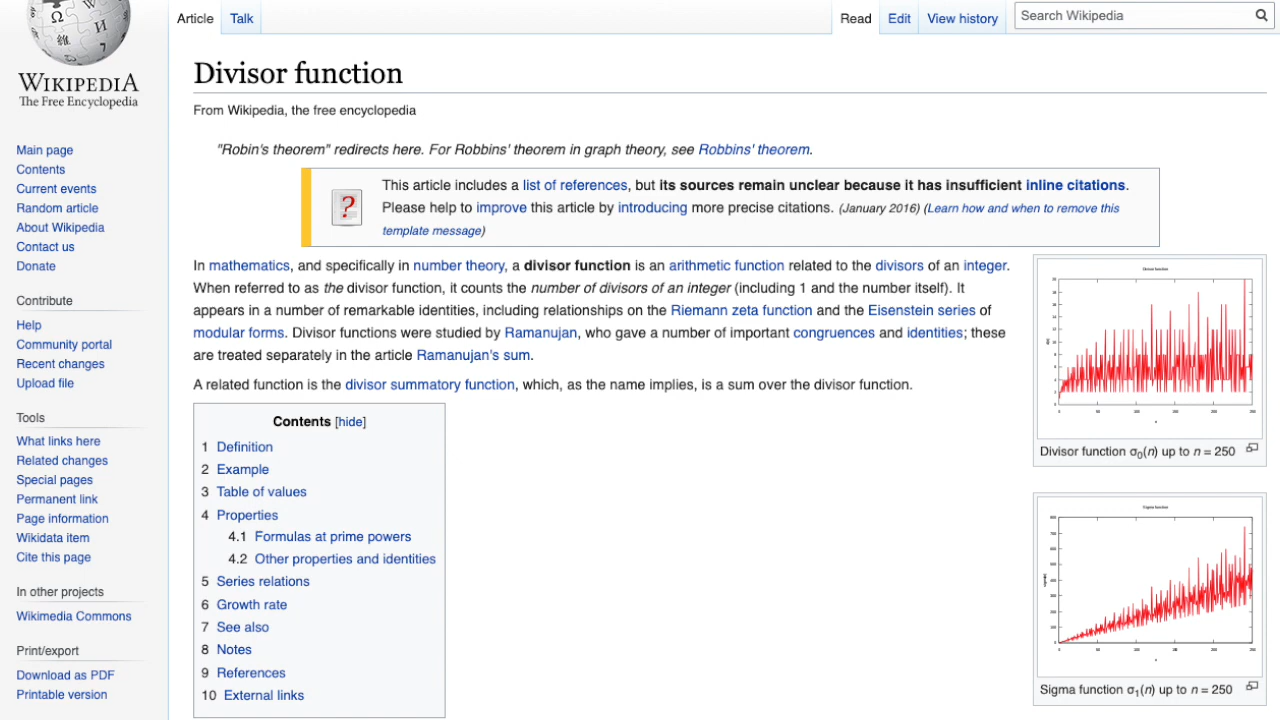 Article
Talk
Read
Edit
View history
Search Wikipedia
WIKIPEDIA
The Free Encyclopedia
Main page
Contents
Current events
Random article
About Wikipedia
Contact us
Donate
Contribute
Help
Community portal
Recent changes
Upload file
Tools
What links here
Related changes
Special pages
Permanent link
Page information
Wikidata item
Cite this page
In other projects
Wikimedia Commons
Print/export
Download as PDF
Printable version
Divisor function
From Wikipedia, the free encyclopedia
"Robin's theorem" redirects here. For Robbins' theorem in graph theory, see Robbins' theorem.
This article includes a list of references, but its sources remain unclear because it has insufficient inline citations.
Please help to improve this article by introducing more precise citations. (January 2016) (Learn how and when to remove this
template message)
In mathematics, and specifically in number theory, a divisor function is an arithmetic function related to the divisors of an integer.
When referred to as the divisor function, it counts the number of divisors of an integer (including 1 and the number itself). It
appears in a number of remarkable identities, including relationships on the Riemann zeta function and the Eisenstein series of
modular forms. Divisor functions were studied by Ramanujan, who gave a number of important congruences and identities; these
are treated separately in the article Ramanujan's sum.
A related function is the divisor summatory function, which, as the name implies, is a sum over the divisor function.
Contents [hide]
1 Definition
2 Example
3 Table of values
4 Properties
4.1 Formulas at prime powers
4.2 Other properties and identities
5 Series relations
6 Growth rate
7 See also
8 Notes
9 References
10 External links
Divisor function
Divisor function σ0(n) up to n = 250
Sigma function
Sigma function σ1(n) up to n = 250